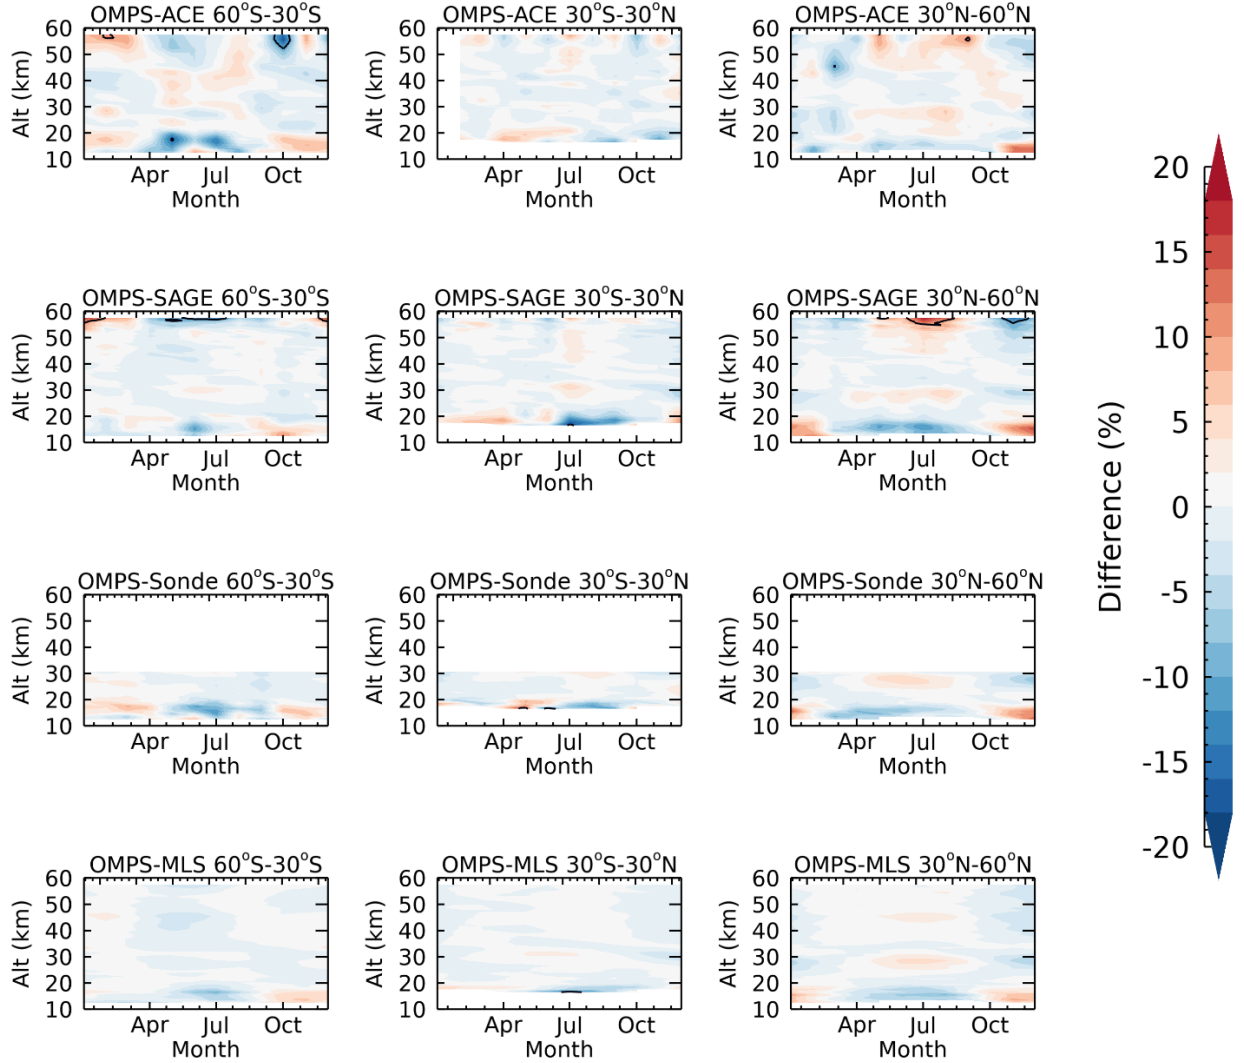 OMPS-ACE 60°S-30°S
OMPS-ACE 30°S-30°N
OMPS-ACE 30°N-60°N
60
50
40
30
20
10
Alt (km)
Apr Jul Oct
Month
60
50
40
30
20
10
Alt (km)
Apr Jul Oct
Month
60
50
40
30
20
10
Alt (km)
Apr Jul Oct
Month
OMPS-SAGE 60°S-30°S
OMPS-SAGE 30°S-30°N
OMPS-SAGE 30°N-60°N
60
50
40
30
20
10
Alt (km)
Apr Jul Oct
Month
60
50
40
30
20
10
Alt (km)
Apr Jul Oct
Month
60
50
40
30
20
10
Alt (km)
Apr Jul Oct
Month
OMPS-Sonde 60°S-30°S
OMPS-Sonde 30°S-30°N
OMPS-Sonde 30°N-60°N
60
50
40
30
20
10
Alt (km)
Apr Jul Oct
Month
60
50
40
30
20
10
Alt (km)
Apr Jul Oct
Month
60
50
40
30
20
10
Alt (km)
Apr Jul Oct
Month
OMPS-MLS 60°S-30°S
OMPS-MLS 30°S-30°N
OMPS-MLS 30°N-60°N
60
50
40
30
20
10
Alt (km)
Apr Jul Oct
Month
60
50
40
30
20
10
Alt (km)
Apr Jul Oct
Month
60
50
40
30
20
10
Alt (km)
Apr Jul Oct
Month
20
15
10
5
0
-5
-10
-15
-20
Difference (%)